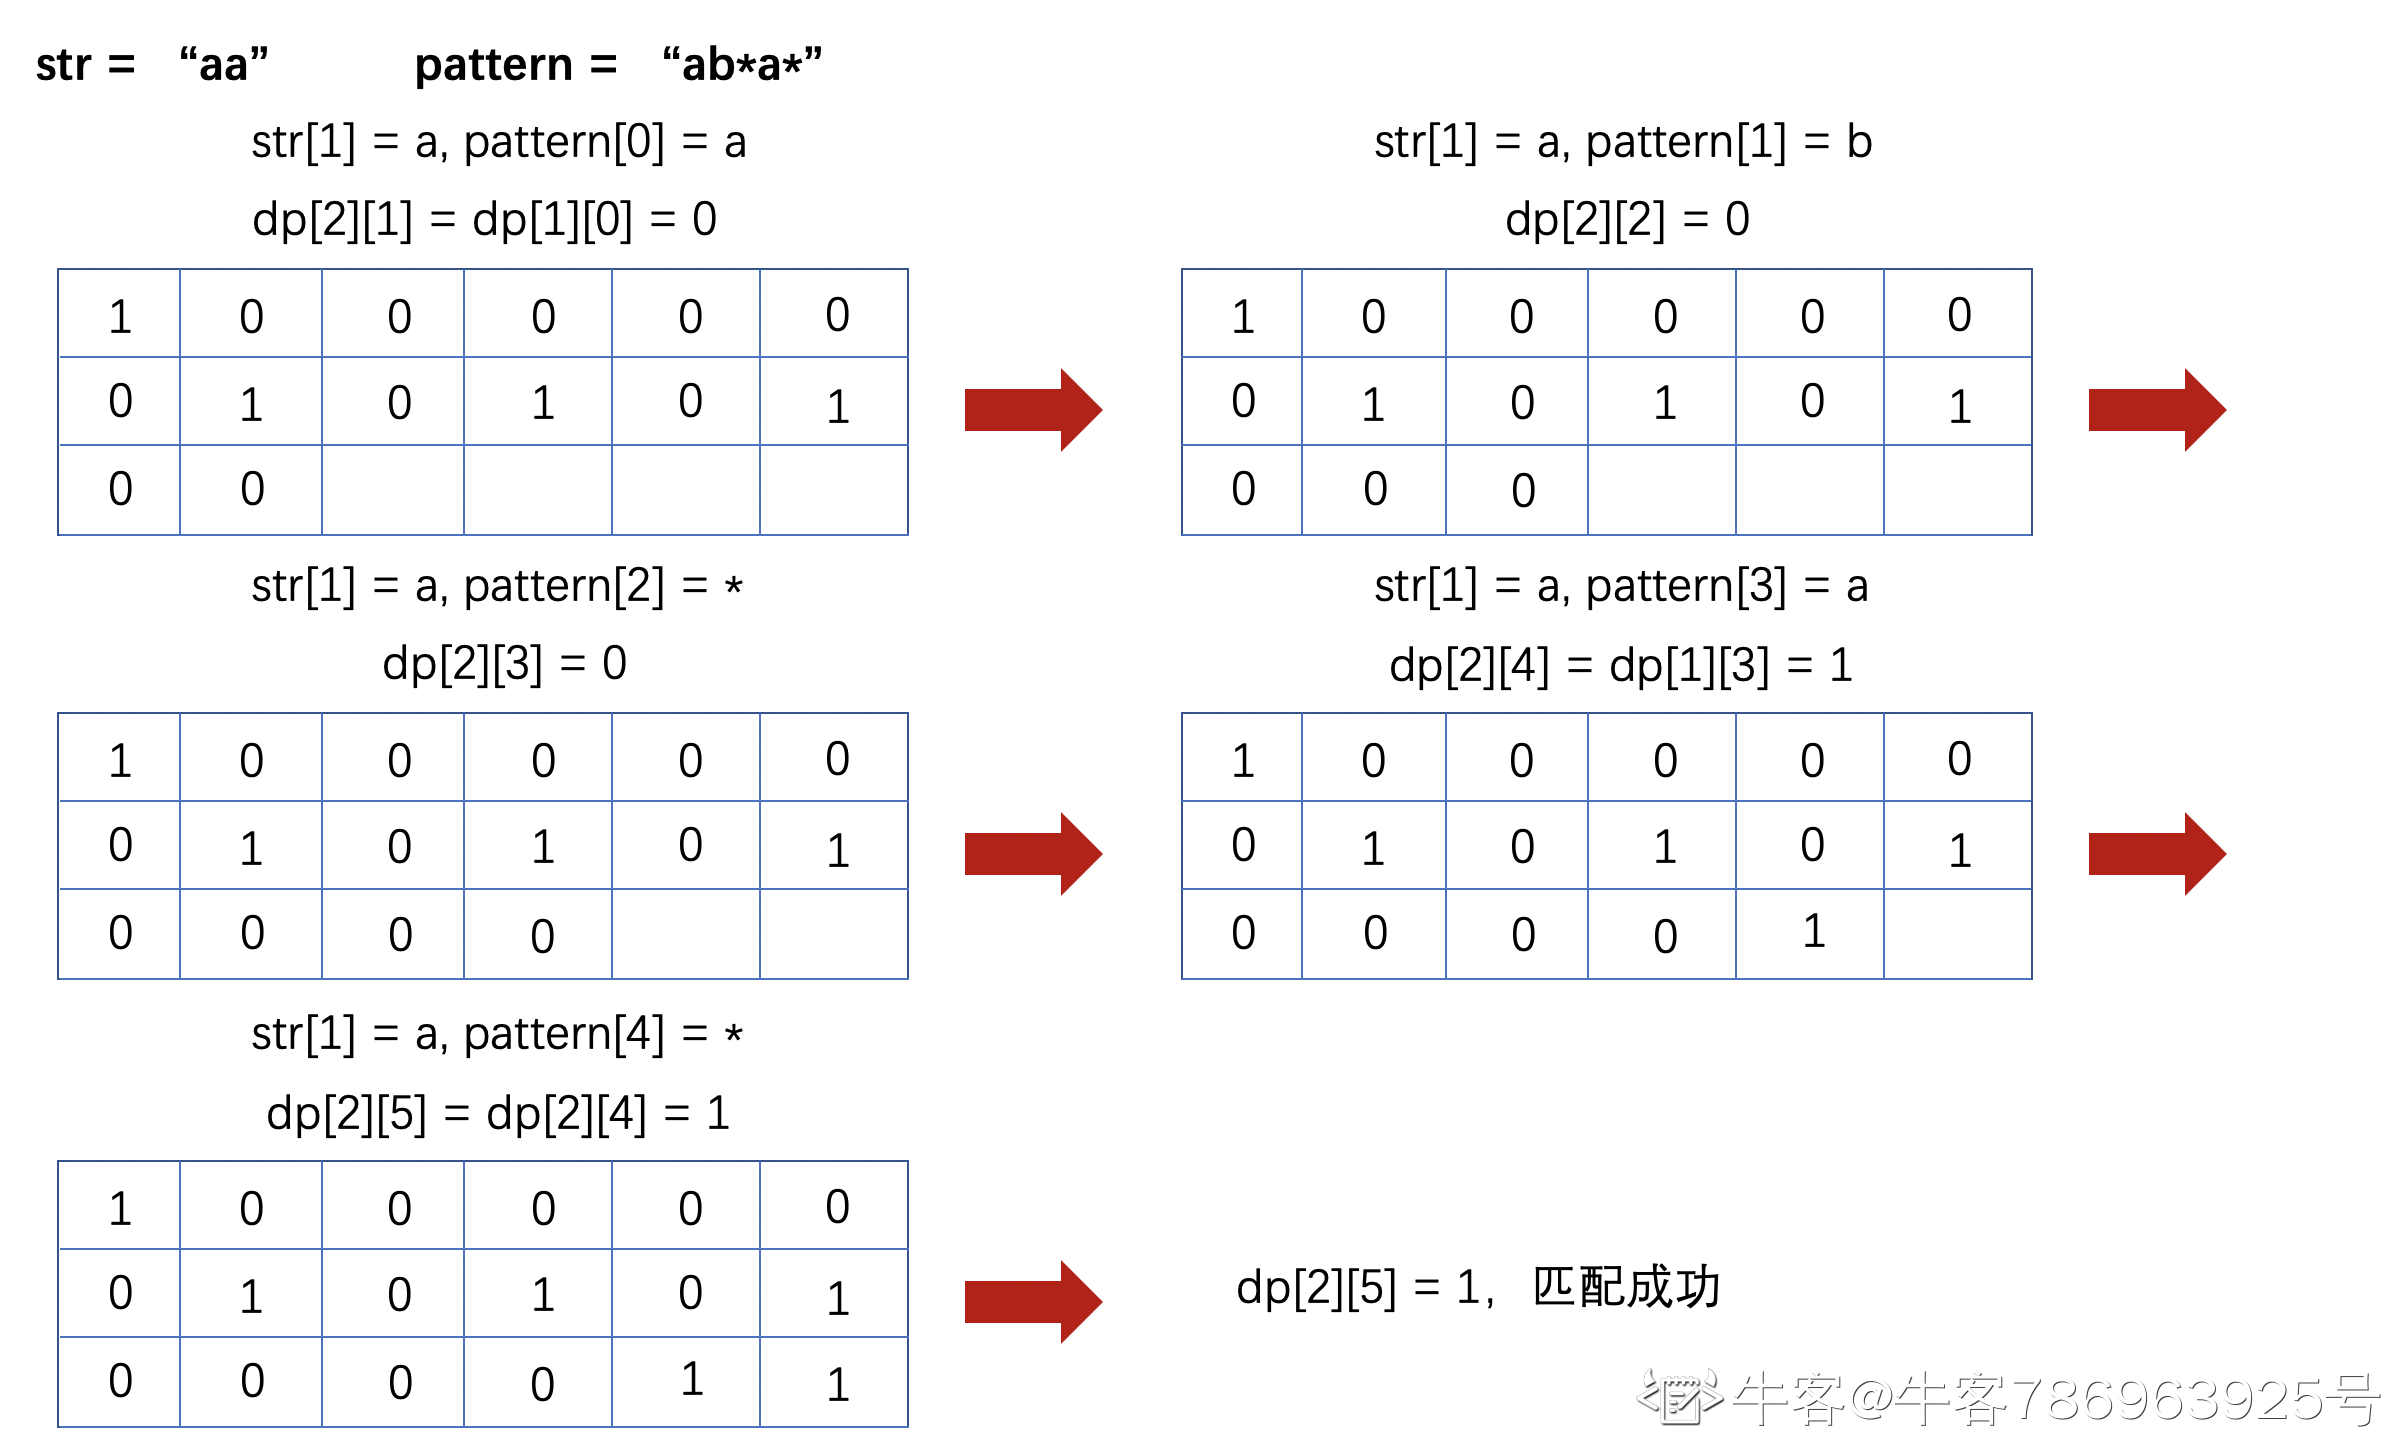 str = “aa” pattern = “ab*a*”
str[1] = a, pattern[0] = a
dp[2][1] = dp[1][0] = 0
1 0 0 0 0 0
0 1 0 1 0 1
0 0
str[1] = a, pattern[1] = b
dp[2][2] = 0
1 0 0 0 0 0
0 1 0 1 0 1
0 0 0
str[1] = a, pattern[2] = *
dp[2][3] = 0
1 0 0 0 0 0
0 1 0 1 0 1
0 0 0 0
str[1] = a, pattern[3] = a
dp[2][4] = dp[1][3] = 1
1 0 0 0 0 0
0 1 0 1 0 1
0 0 0 0 1
str[1] = a, pattern[4] = *
dp[2][5] = dp[2][4] = 1
1 0 0 0 0 0
0 1 0 1 0 1
0 0 0 0 1 1
dp[2][5] = 1, 匹配成功
牛客@牛客786963925号